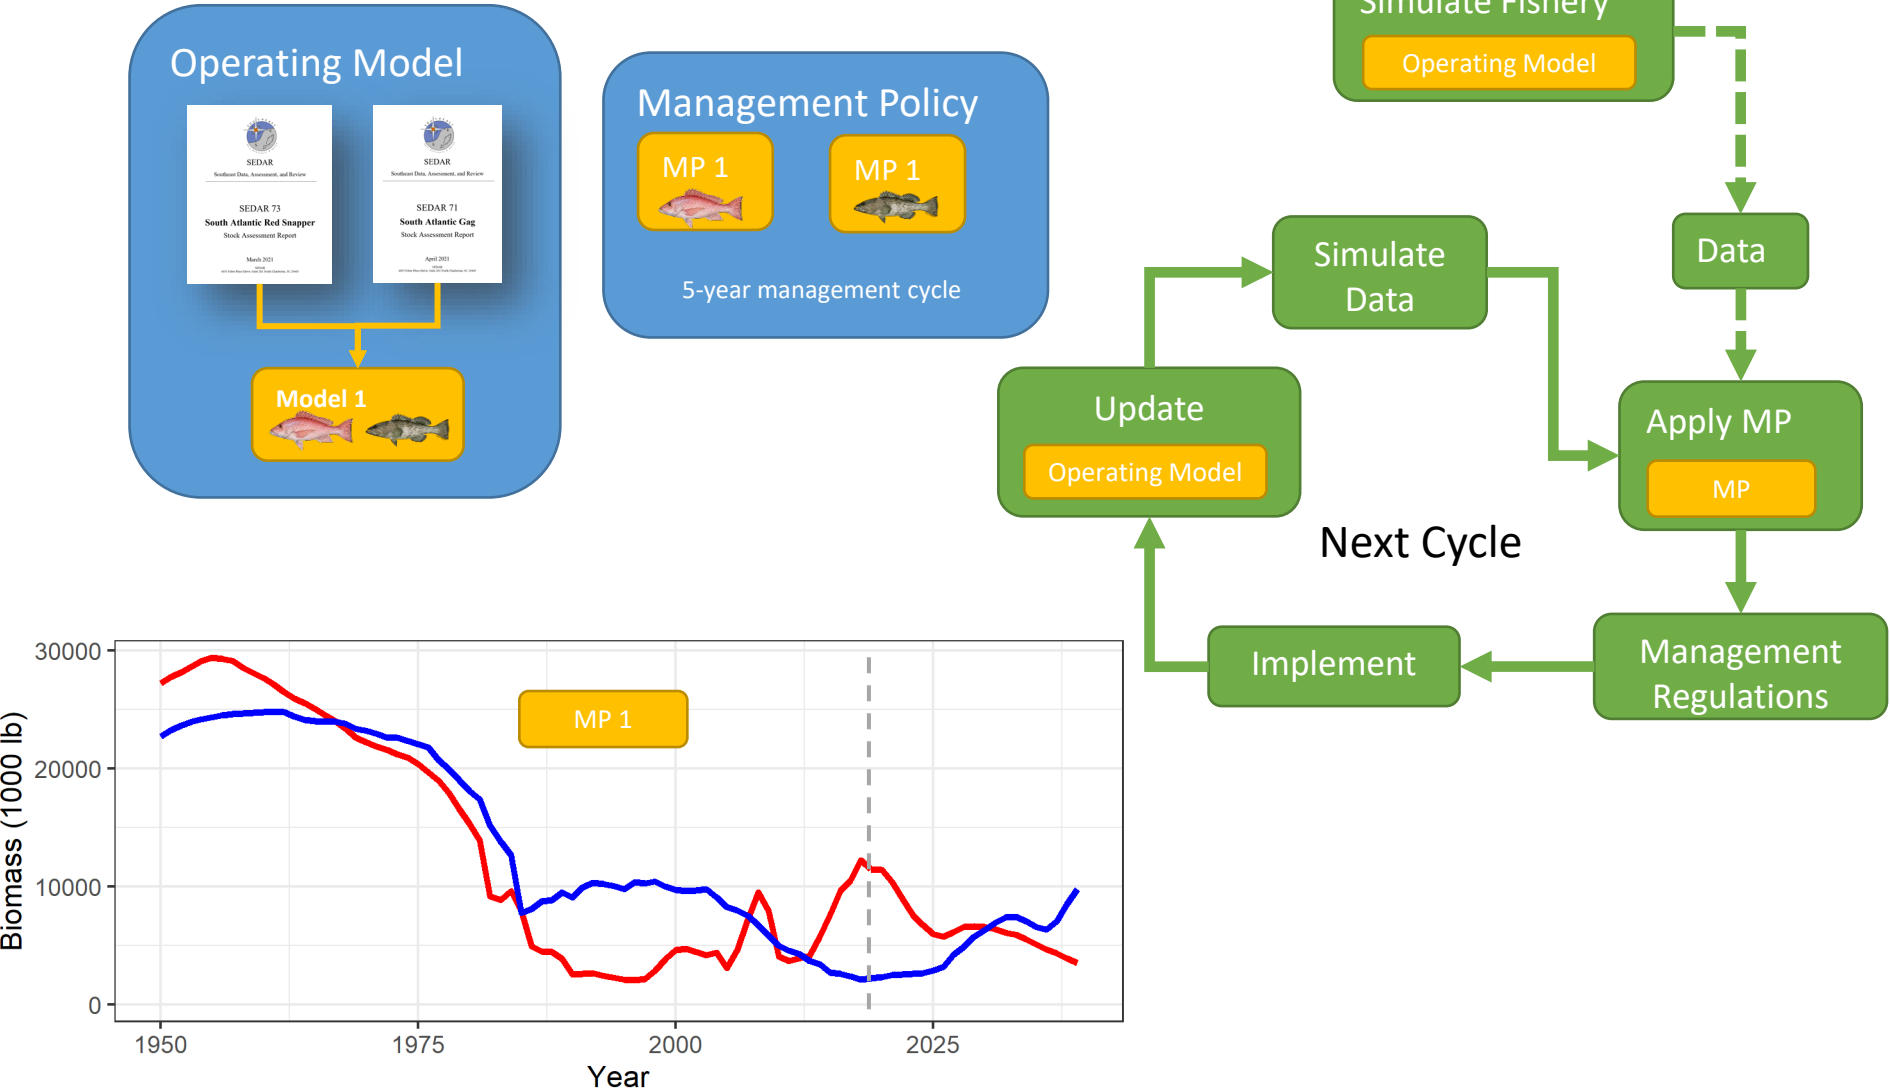 Operating Model
SEDAR
Southeast Data, Assessment, and Review
SEDAR 73
South Atlantic Red Snapper
Stock Assessment Report
March 2021
SEDAR
SEDAR
Southeast Data, Assessment, and Review
SEDAR 71
South Atlantic Gag
Stock Assessment Report
April 2021
SEDAR
Model 1
Management Policy
MP 1
MP 1
5-year management cycle
Simulate Fishery
Operating Model
Data
Simulate
Data
Update
Operating Model
Apply MP
MP
Next Cycle
Implement
Management
Regulations
MP 1
Biomass (1000 lb)
30000
20000
10000
0
1950
1975
2000
2025
Year